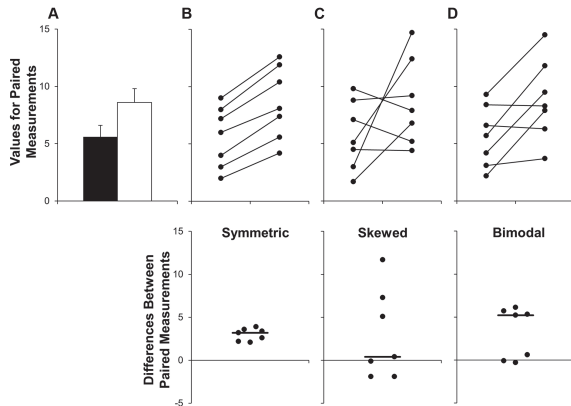 A
B
C
D
Values for Paired
Measurements
15
10
5
0
Symmetric
Skewed
Bimodal
Differences Between
Paired Measurements
15
10
5
0
-5